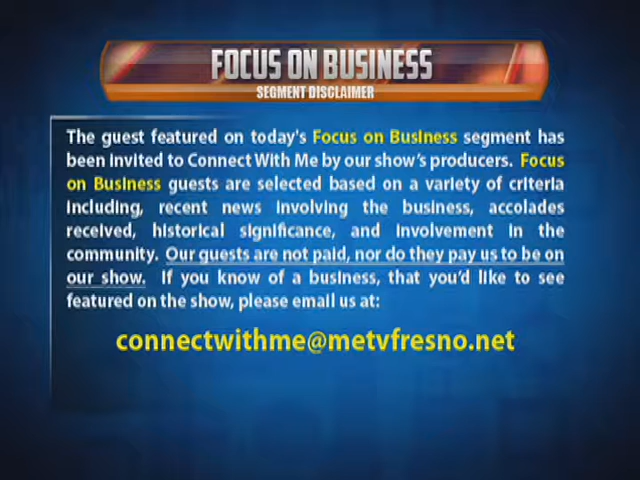 FOCUS ON BUSINESS
SEGMENT DISCLAIMER
The guest featured on today's Focus on Business segment has
been invited to Connect With Me by our show's producers. Focus
on Business guests are selected based on a variety of criteria
including, recent news involving the business, accolades
received, historical significance, and involvement in the
community. Our guests are not paid, nor do they pay us to be on
our show. If you know of a business, that you'd like to see
featured on the show, please email us at:
connectwithme@metvfresno.net